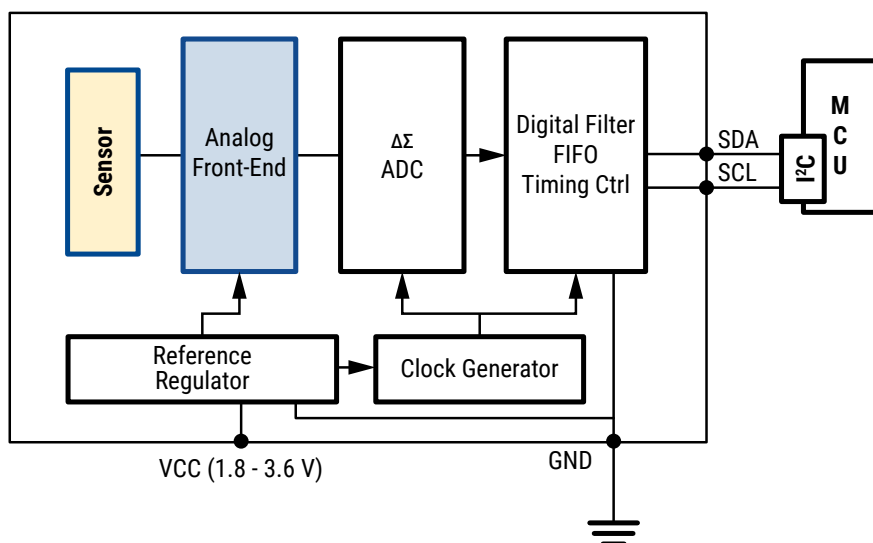 Sensor
Analog
Front-End
ΔΣ
ADC
Digital Filter
FIFO
Timing Ctrl
SDA
SCL
I²C
M
C
U
Reference
Regulator
Clock Generator
VCC (1.8 - 3.6 V)
GND